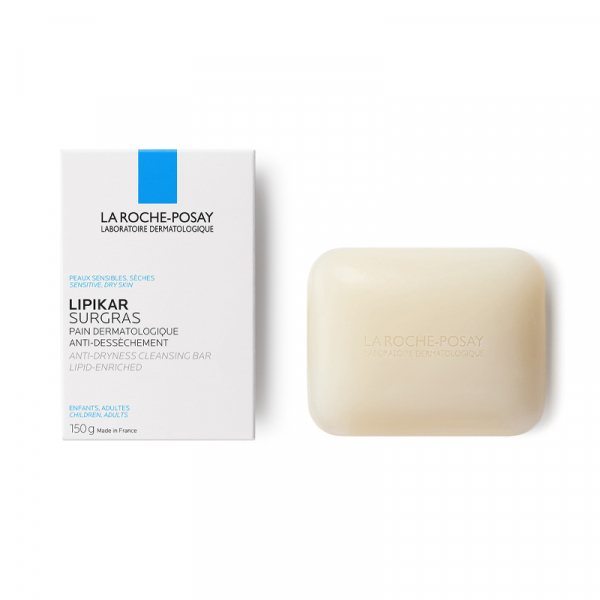 LA ROCHE-POSAY
LABORATOIRE DERMATOLOGIQUE
PEAUX SENSIBLES, SÈCHES
SENSITIVE, DRY SKIN
LIPIKAR
SURGRAS
PAIN DERMATOLOGIQUE
ANTI-DESSÈCHEMENT
ANTI-DRYNESS CLEANSING BAR
LIPID-ENRICHED
ENFANTS, ADULTES
CHILDREN, ADULTS
150 g Made in France
LA ROCHE-POSAY
LABORATOIRE DERMATOLOGIQUE